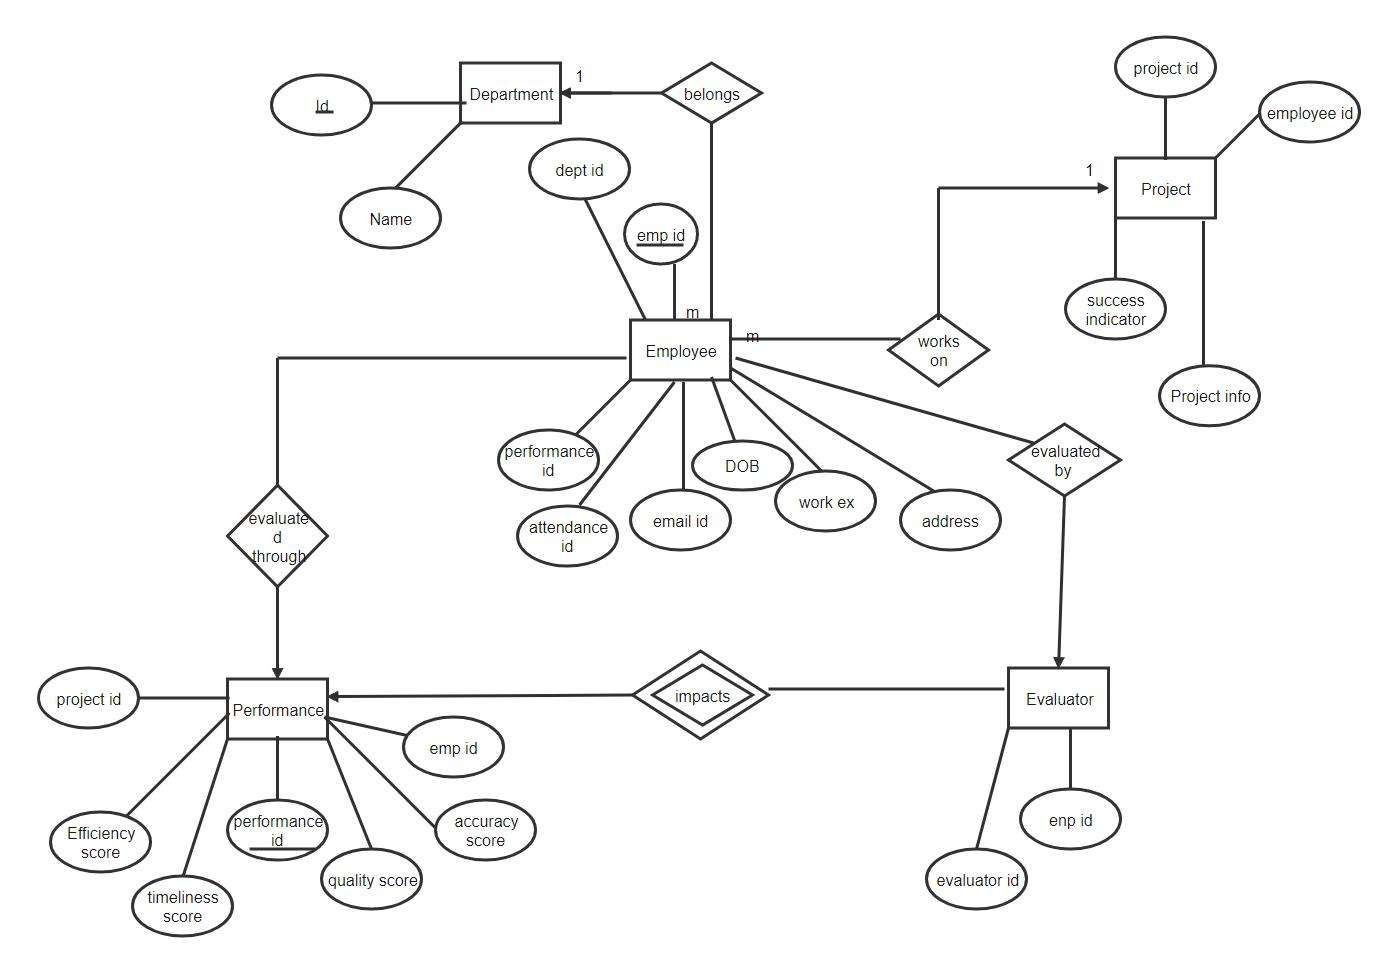 project id
1
Department
belongs
Id
employee id
dept id
1
Project
Name
emp id
success
indicator
m
m
Employee
works
on
Project info
performance
id
DOB
evaluated
by
work ex
attendance
id
email id
address
evaluate
d
through
project id
Performance
impacts
Evaluator
emp id
Efficiency
score
performance
id
accuracy
score
enp id
quality score
evaluator id
timeliness
score